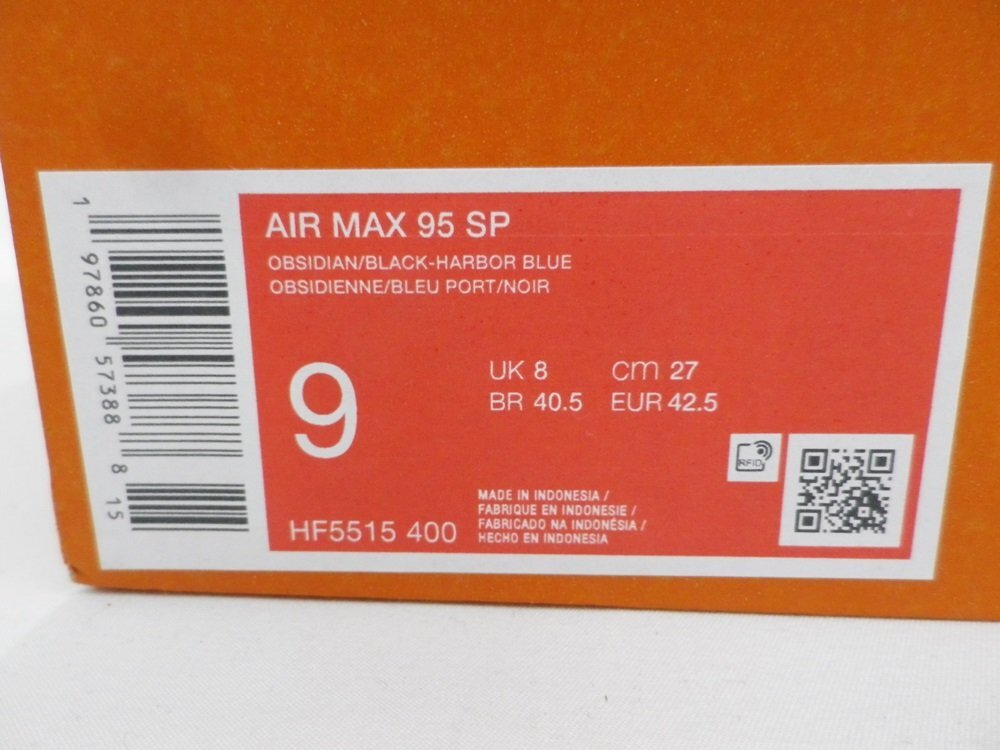 1 97860 57388 8 15
AIR MAX 95 SP
OBSIDIAN/BLACK-HARBOR BLUE
OBSIDIENNE/BLEU PORT/NOIR
9
UK 8 cm 27
BR 40.5 EUR 42.5
RFID
HF5515 400
MADE IN INDONESIA /
FABRIQUE EN INDONESIE /
FABRICADO NA INDONÉSIA /
HECHO EN INDONESIA